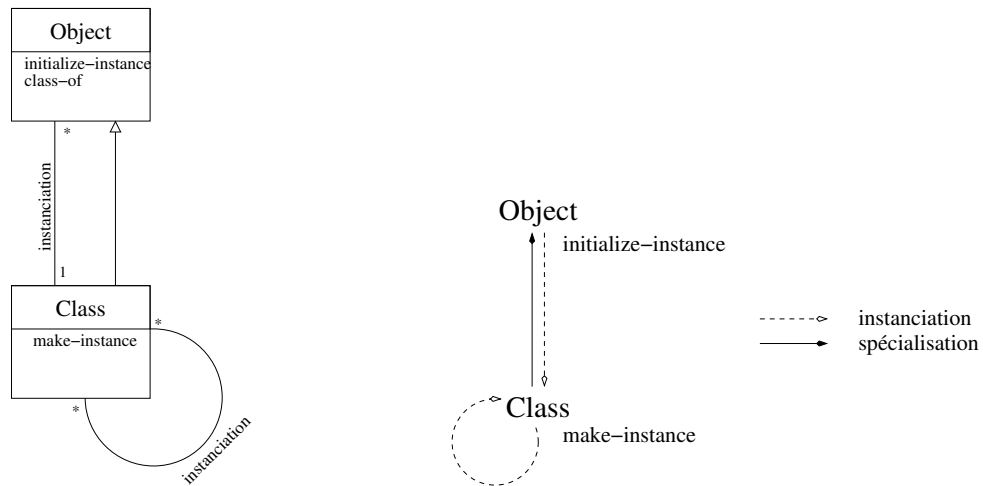 Object
initialize−instance
class−of
*
instanciation
1
Class
*
make−instance
*
instanciation
Object
initialize−instance
Class
make−instance
instanciation
spécialisation